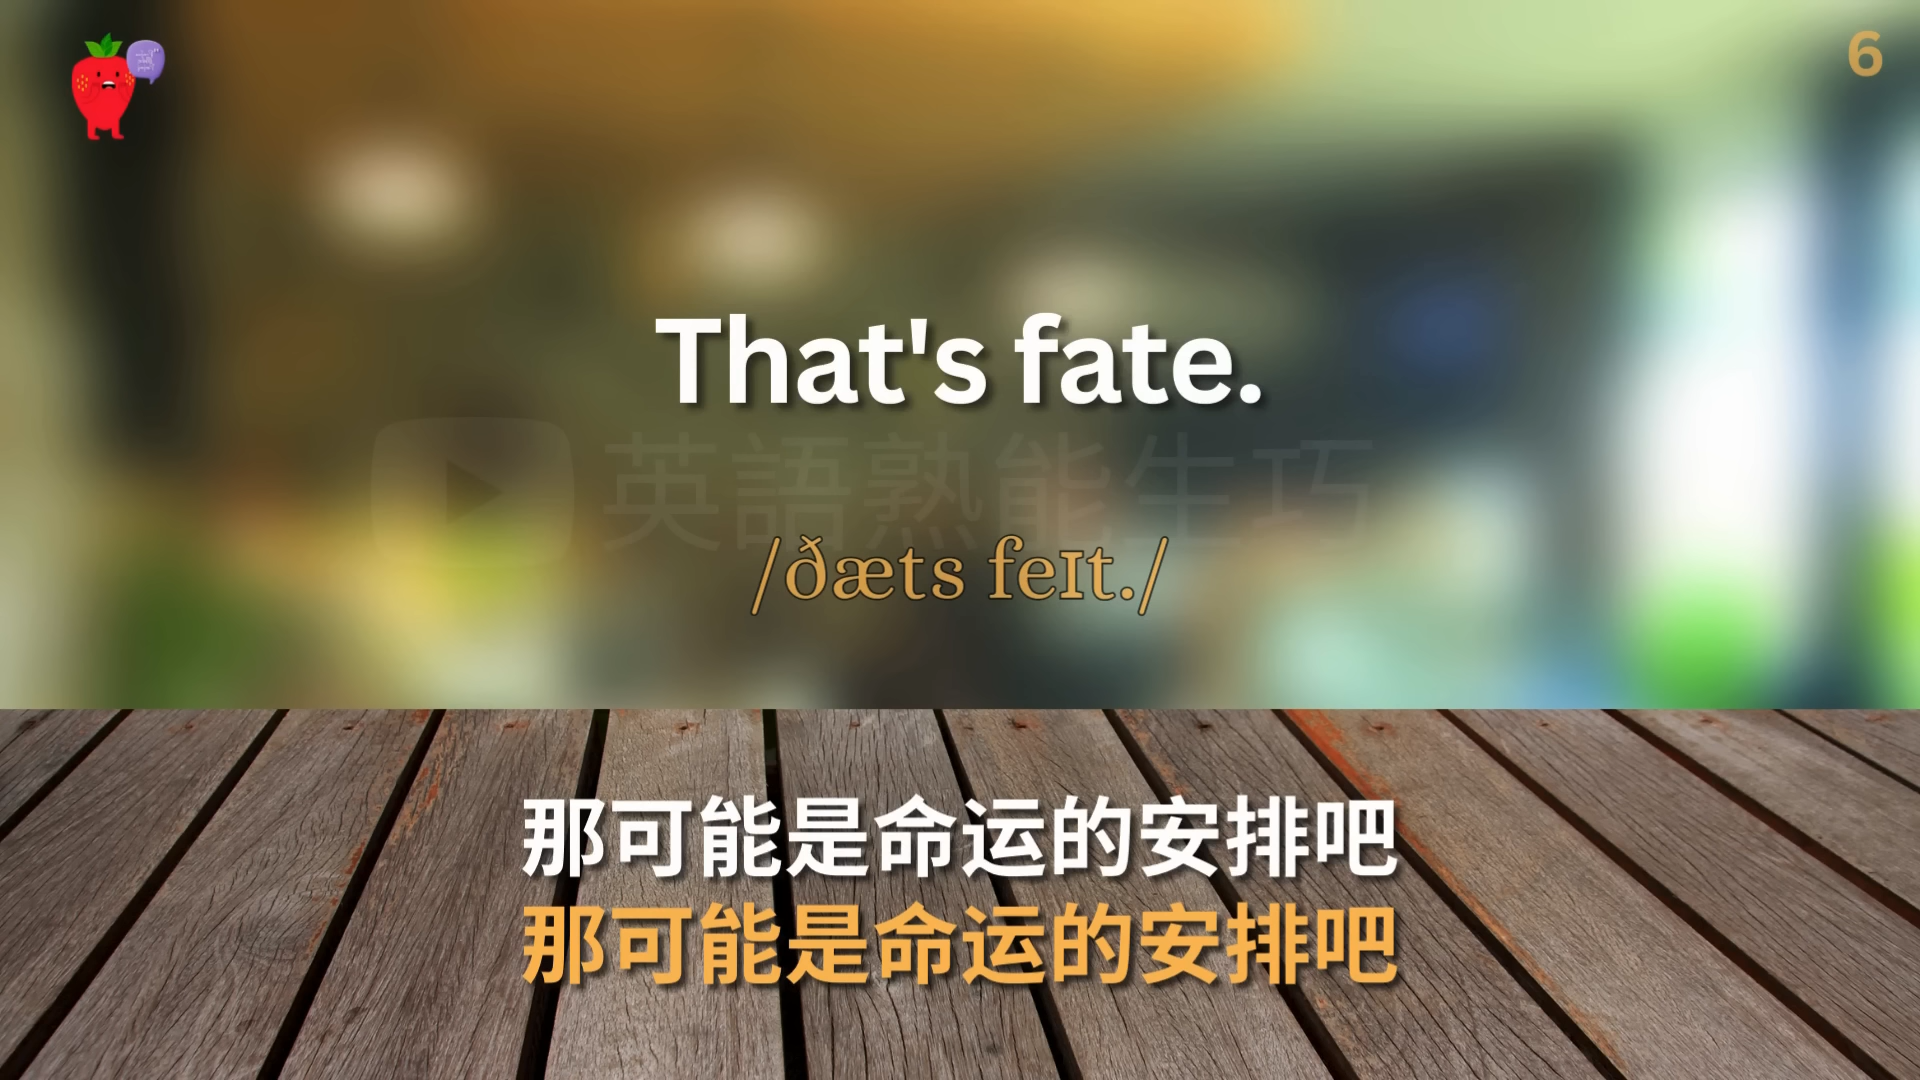 6
That's fate.
英語熟能生巧
/ðæts feɪt./
那可能是命运的安排吧
那可能是命运的安排吧